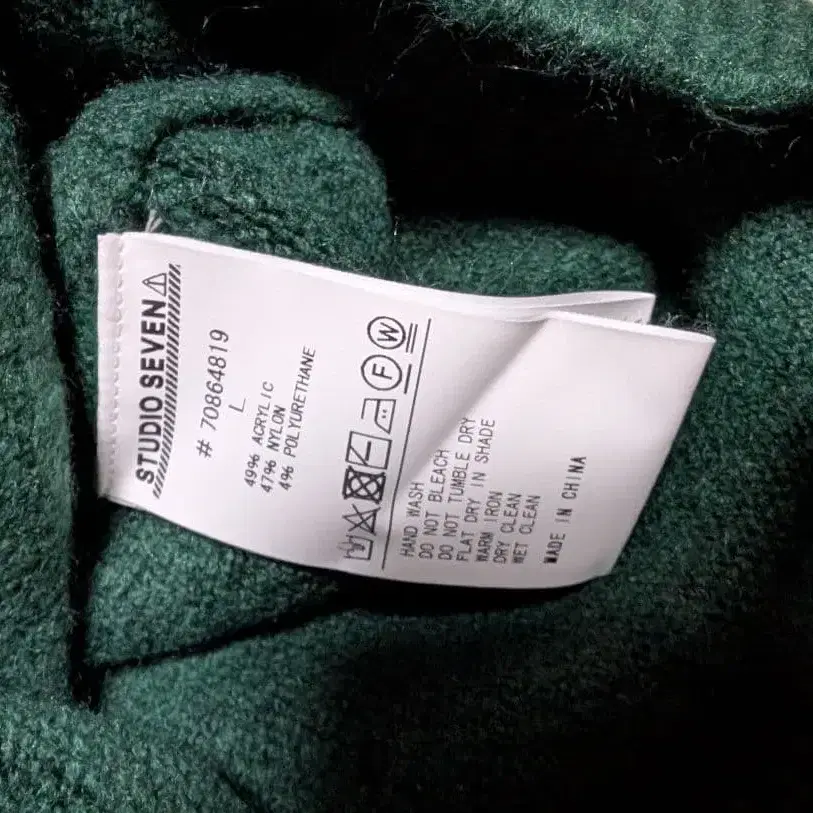 STUDIO SEVEN
# 70864819
L
49% ACRYLIC
47% NYLON
4% POLYURETHANE
F W
HAND WASH
DO NOT BLEACH
DO NOT TUMBLE DRY
FLAT DRY IN SHADE
WARM IRON
DRY CLEAN
WET CLEAN
MADE IN CHINA